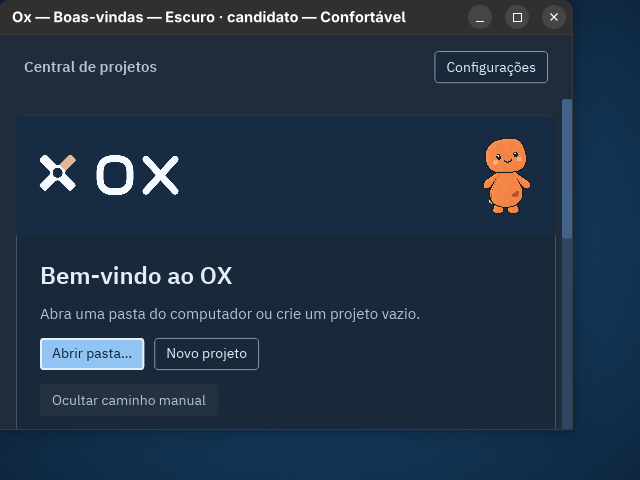 Ox — Boas-vindas — Escuro · candidato — Confortável
Central de projetos
Configurações
OX
Bem-vindo ao OX
Abra uma pasta do computador ou crie um projeto vazio.
Abrir pasta...
Novo projeto
Ocultar caminho manual